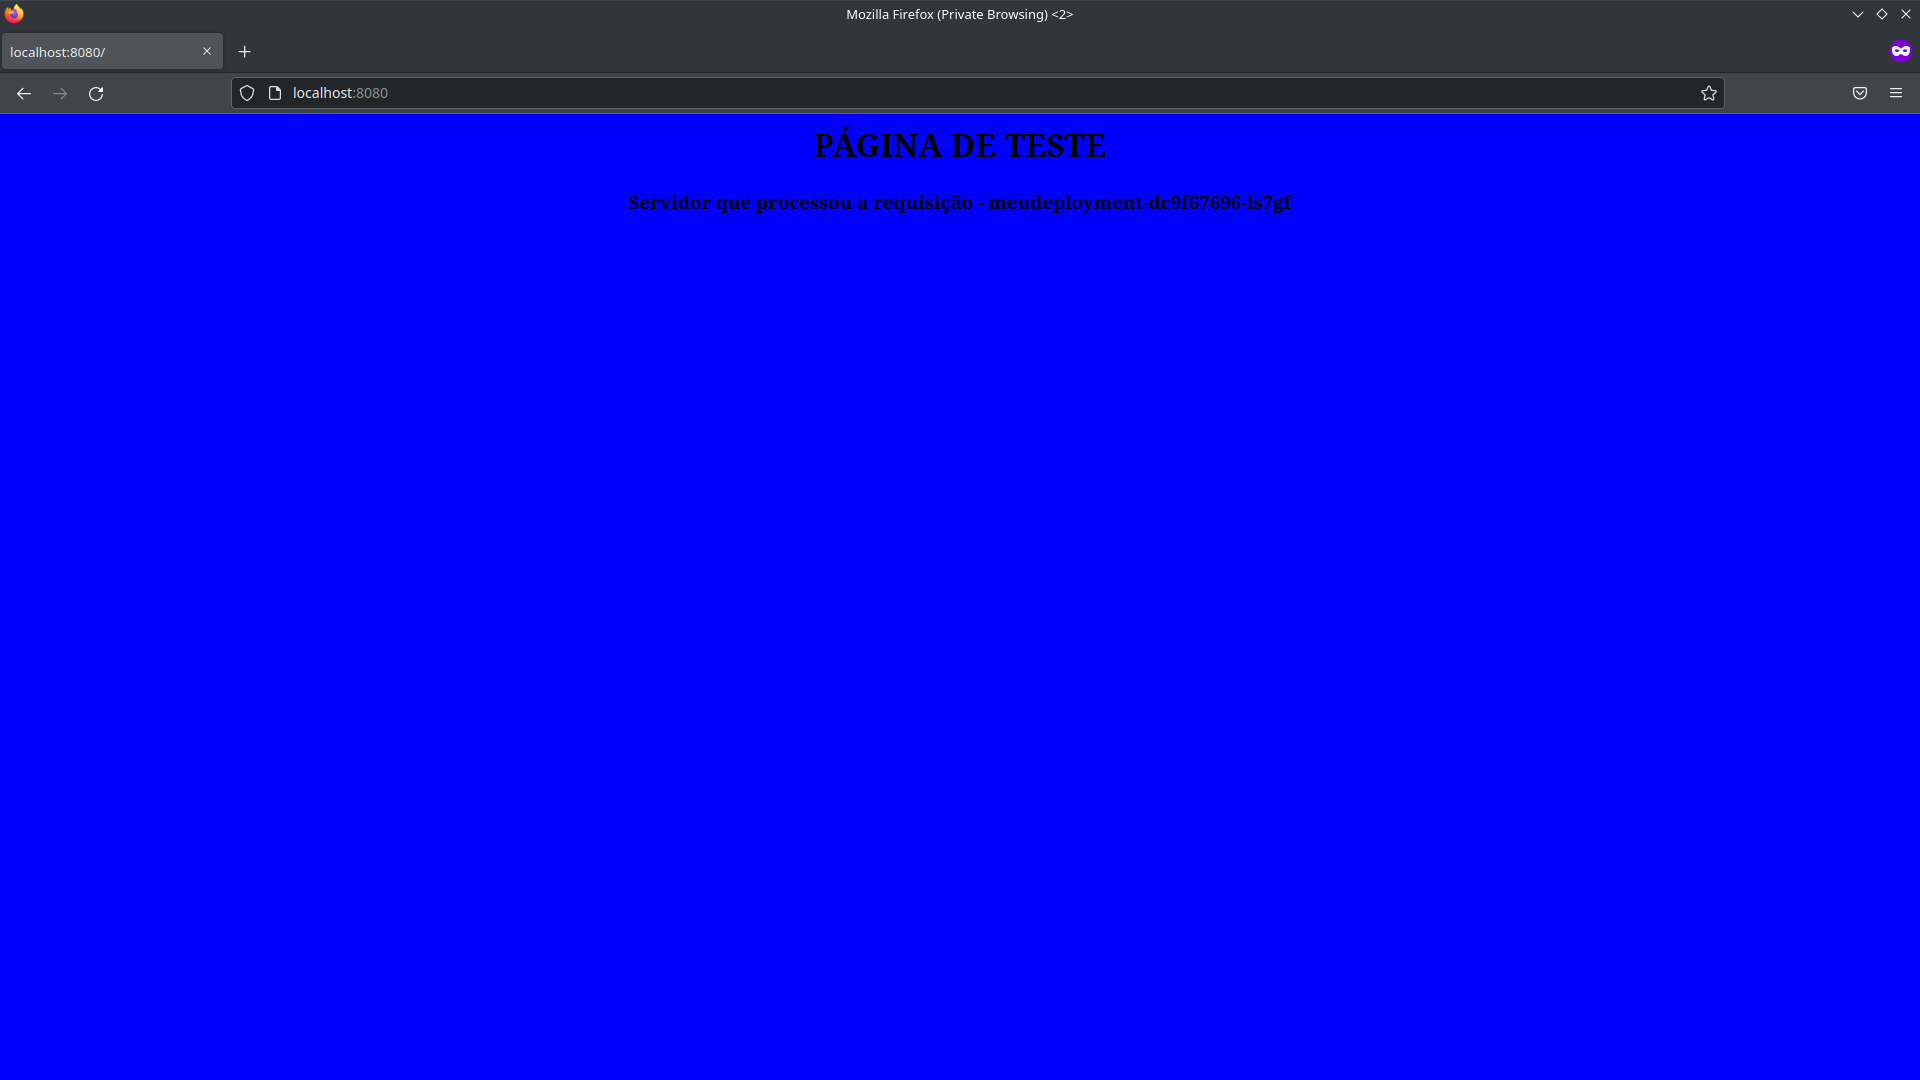 Mozilla Firefox (Private Browsing) <2>
localhost:8080/
localhost:8080
PÁGINA DE TESTE
Servidor que processou a requisição - meudeployment-dc9f67696-ls7gf